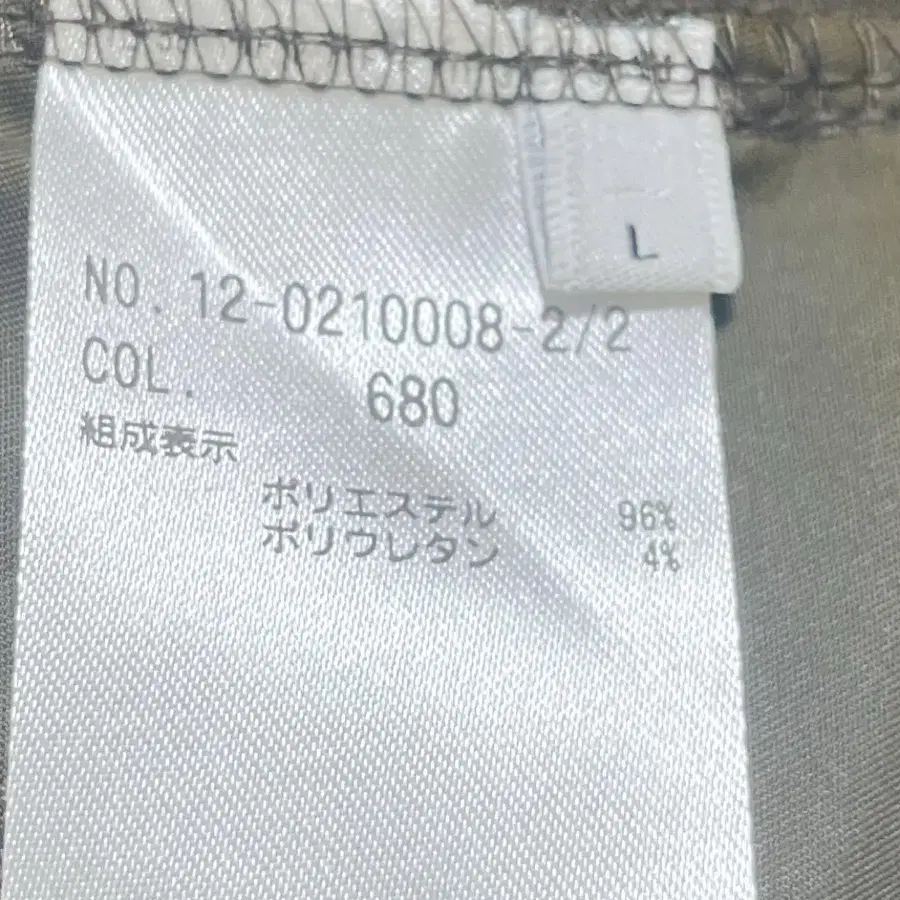 L
NO. 12-0210008-2/2
COL. 680
組成表示
ポリエステル 96%
ポリウレタン 4%